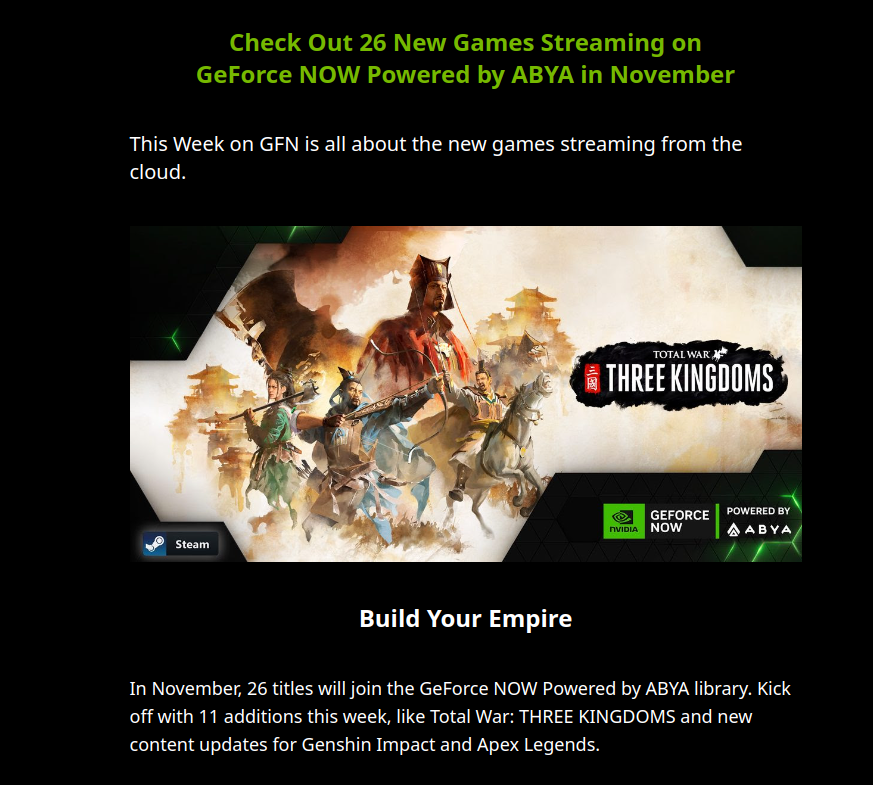 Check Out 26 New Games Streaming on
GeForce NOW Powered by ABYA in November
This Week on GFN is all about the new games streaming from the
cloud.
TOTAL WAR
三國
THREE KINGDOMS
NVIDIA
GEFORCE
NOW
POWERED BY
ABYA
Steam
Build Your Empire
In November, 26 titles will join the GeForce NOW Powered by ABYA library. Kick
off with 11 additions this week, like Total War: THREE KINGDOMS and new
content updates for Genshin Impact and Apex Legends.